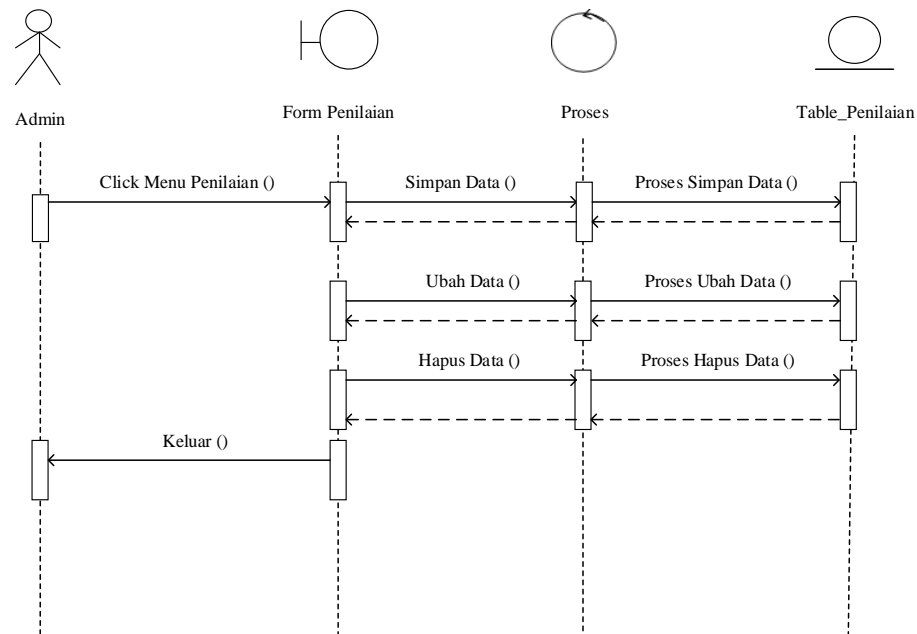 Admin
Form Penilaian
Proses
Table_Penilaian
Click Menu Penilaian ()
Simpan Data ()
Proses Simpan Data ()
Ubah Data ()
Proses Ubah Data ()
Hapus Data ()
Proses Hapus Data ()
Keluar ()